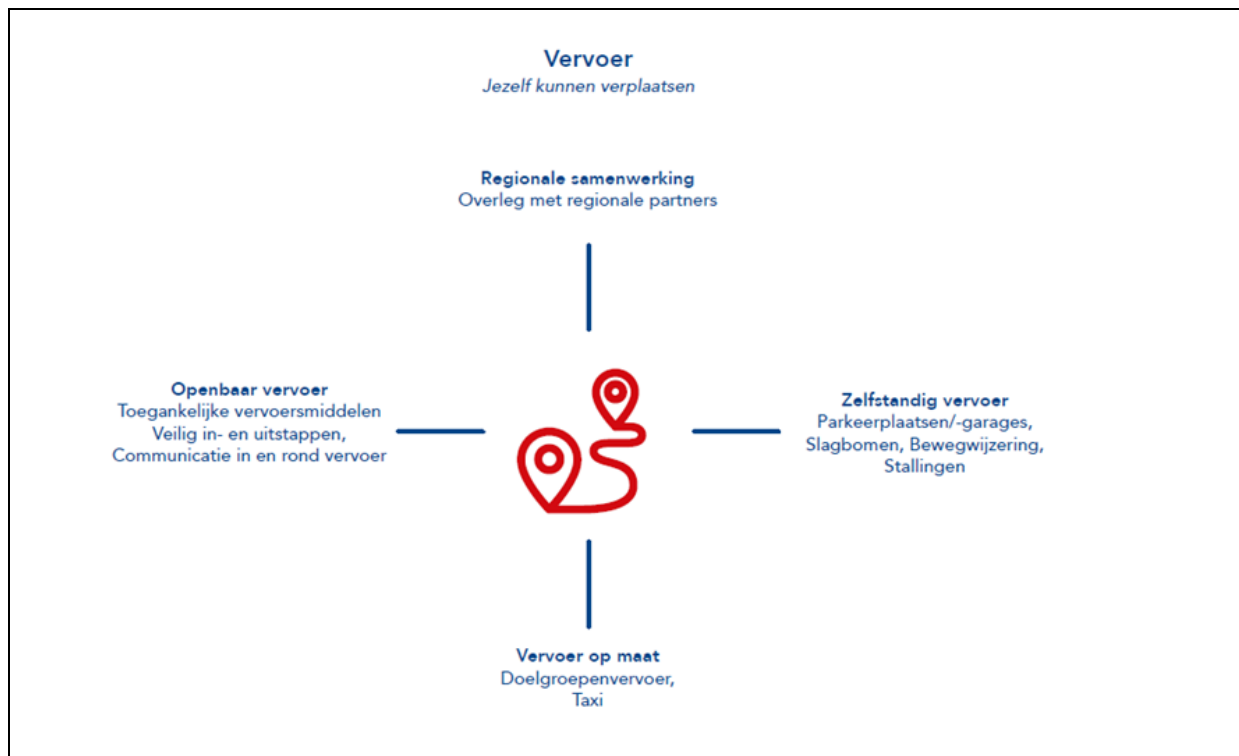 Vervoer
Jezelf kunnen verplaatsen
Regionale samenwerking
Overleg met regionale partners
Openbaar vervoer
Toegankelijke vervoersmiddelen
Veilig in- en uitstappen,
Communicatie in en rond vervoer
Zelfstandig vervoer
Parkeerplaatsen/-garages,
Slagbomen, Bewegwijzering,
Stallingen
Vervoer op maat
Doelgroepenvervoer,
Taxi